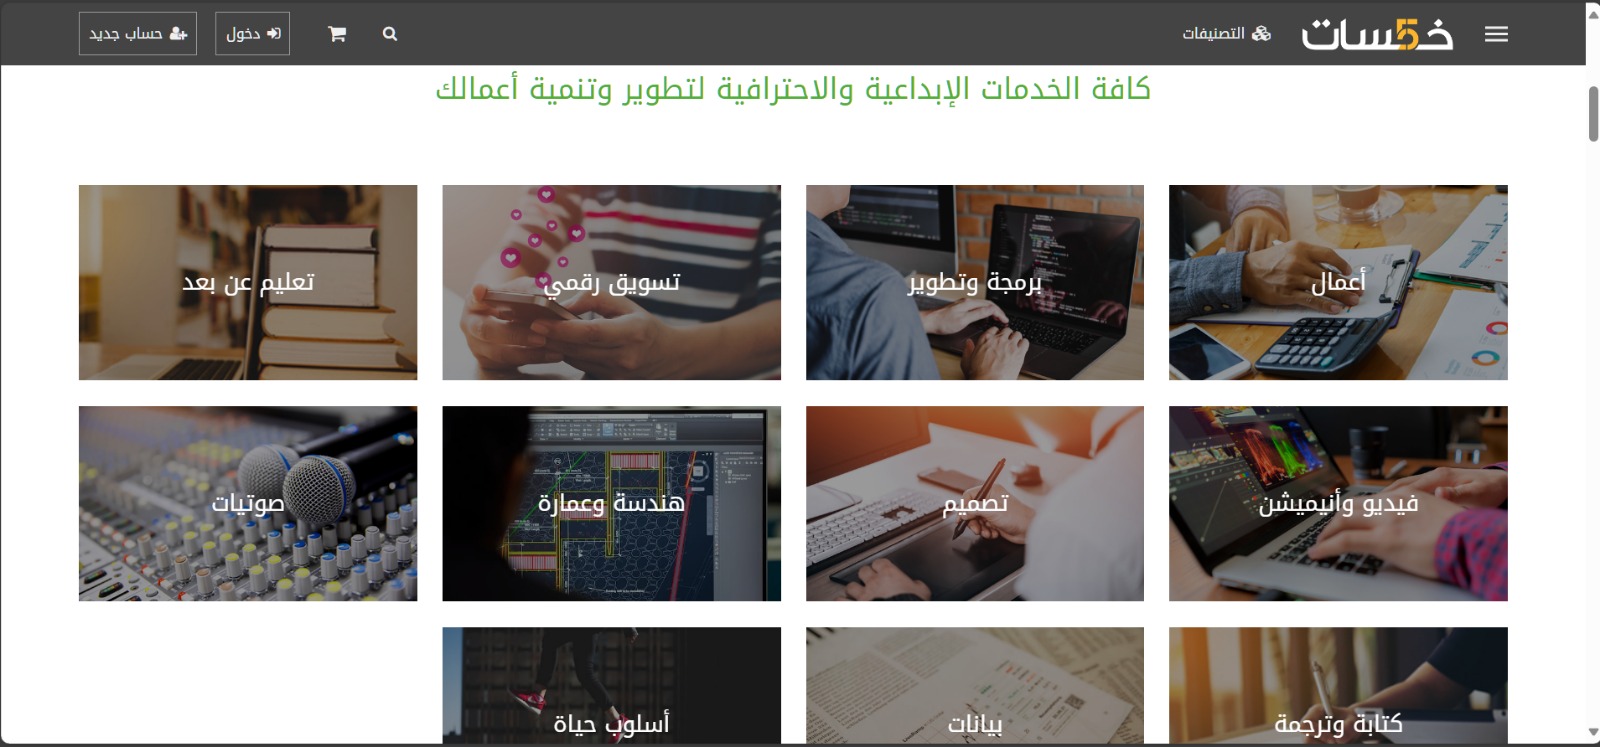 خمسات
التصنيفات
دخول
حساب جديد
كافة الخدمات الإبداعية والاحترافية لتطوير وتنمية أعمالك
أعمال
برمجة وتطوير
تسويق رقمي
تعليم عن بعد
فيديو وأنيميشن
تصميم
هندسة وعمارة
صوتيات
كتابة وترجمة
بيانات
أسلوب حياة